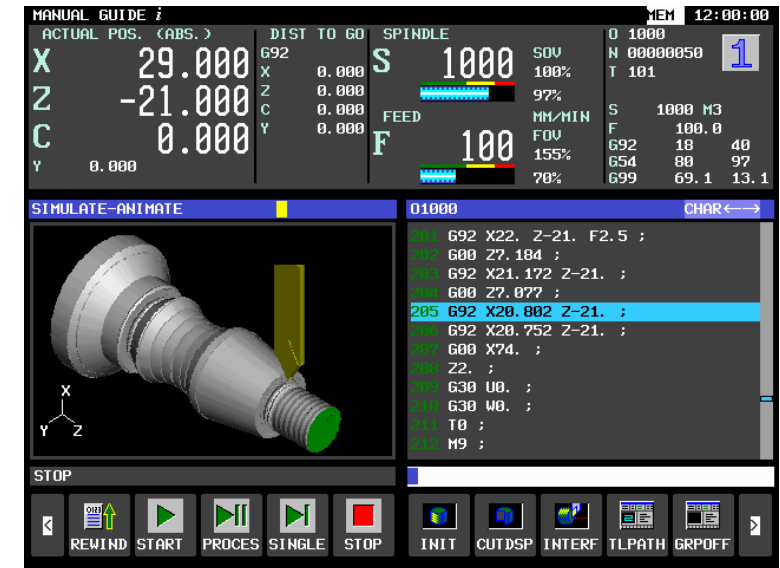 MANUAL GUIDE i MEM 12:00:00
ACTUAL POS. (ABS.) DIST TO GO SPINDLE O 1000
X 29.000 G92 S 1000 SOV 100% N 00000050 1
X 0.000 T 101
Z -21.000 Z 0.000 97%
C 0.000 FEED MM/MIN S 1000 M3
C 0.000 Y 0.000 F 100 FOV 155% F 100.0
G92 18 40
Y 0.000 G54 80 97
70% G99 69.1 13.1
SIMULATE-ANIMATE O1000 CHAR←→
201 G92 X22. Z-21. F2.5 ;
202 G00 Z7.184 ;
203 G92 X21.172 Z-21. ;
204 G00 Z7.077 ;
205 G92 X20.802 Z-21. ;
206 G92 X20.752 Z-21. ;
207 G00 X74. ;
208 Z2. ;
209 G30 U0. ;
210 G30 W0. ;
211 T0 ;
212 M9 ;
X
Y Z
STOP
< REWIND START PROCES SINGLE STOP INIT CUTDSP INTERF TLPATH GRPOFF >